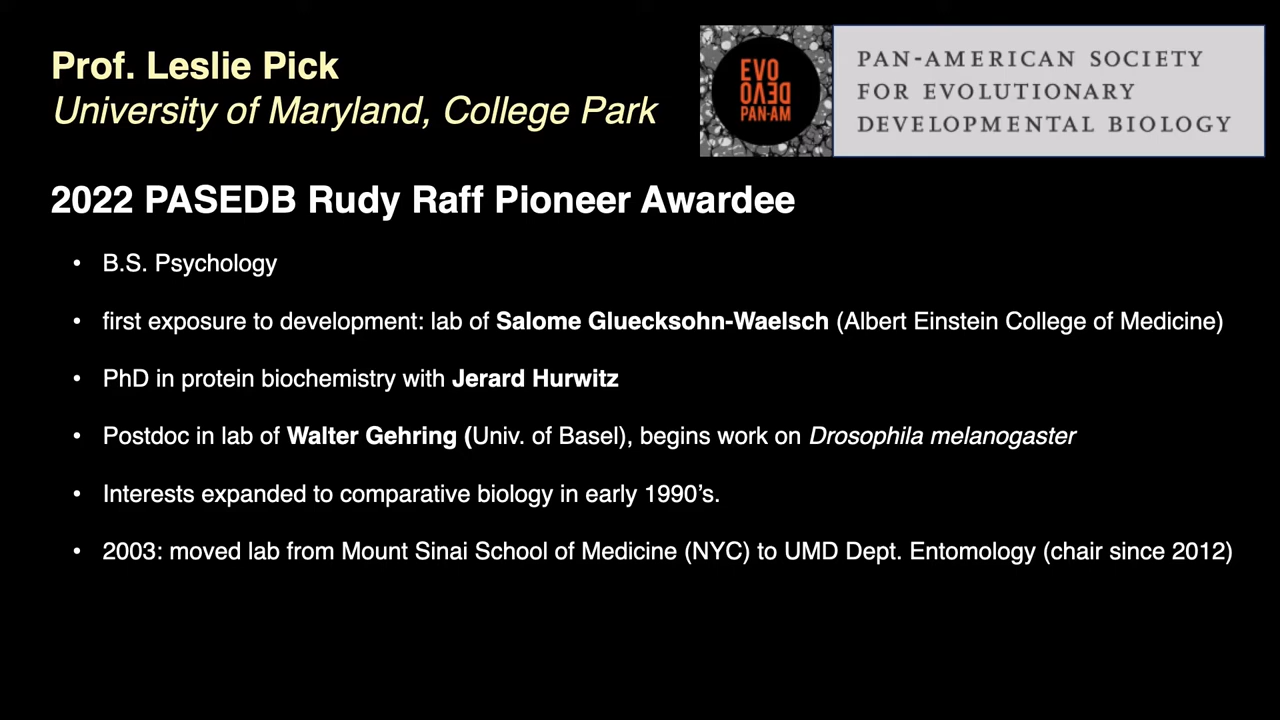 Prof. Leslie Pick
University of Maryland, College Park
EVO
DEVO
PAN-AM
PAN-AMERICAN SOCIETY
FOR EVOLUTIONARY
DEVELOPMENTAL BIOLOGY
2022 PASEDB Rudy Raff Pioneer Awardee
• B.S. Psychology
• first exposure to development: lab of Salome Gluecksohn-Waelsch (Albert Einstein College of Medicine)
• PhD in protein biochemistry with Jerard Hurwitz
• Postdoc in lab of Walter Gehring (Univ. of Basel), begins work on Drosophila melanogaster
• Interests expanded to comparative biology in early 1990’s.
• 2003: moved lab from Mount Sinai School of Medicine (NYC) to UMD Dept. Entomology (chair since 2012)